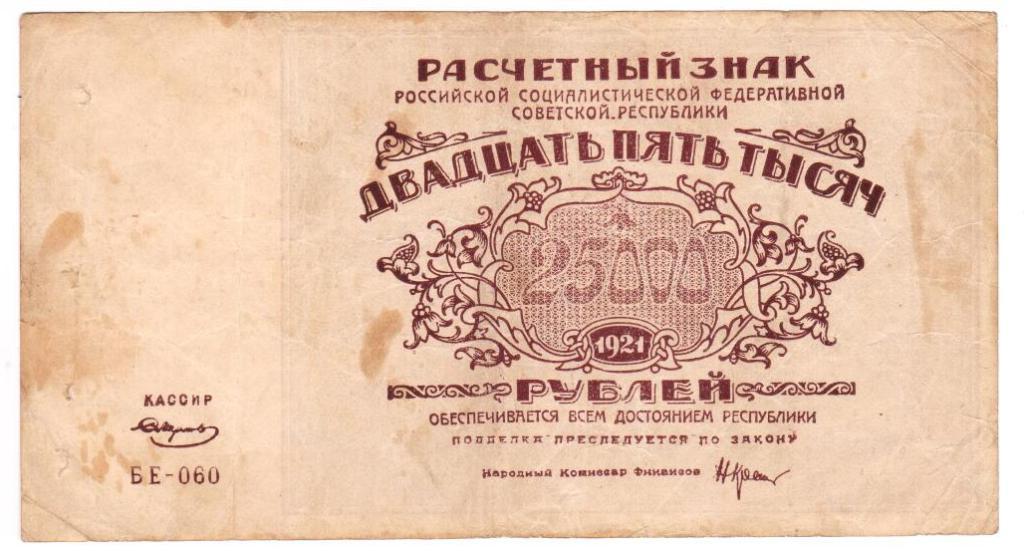 РАСЧЕТНЫЙ ЗНАК
РОССИЙСКОЙ СОЦИАЛИСТИЧЕСКОЙ ФЕДЕРАТИВНОЙ
СОВЕТСКОЙ РЕСПУБЛИКИ
ДВАДЦАТЬ ПЯТЬ ТЫСЯЧ
25000
1921
РУБЛЕЙ
ОБЕСПЕЧИВАЕТСЯ ВСЕМ ДОСТОЯНИЕМ РЕСПУБЛИКИ
ПОДДЕЛКА ПРЕСЛЕДУЕТСЯ ПО ЗАКОНУ
Народный Комиссар Финансов
КАССИР
БЕ-060